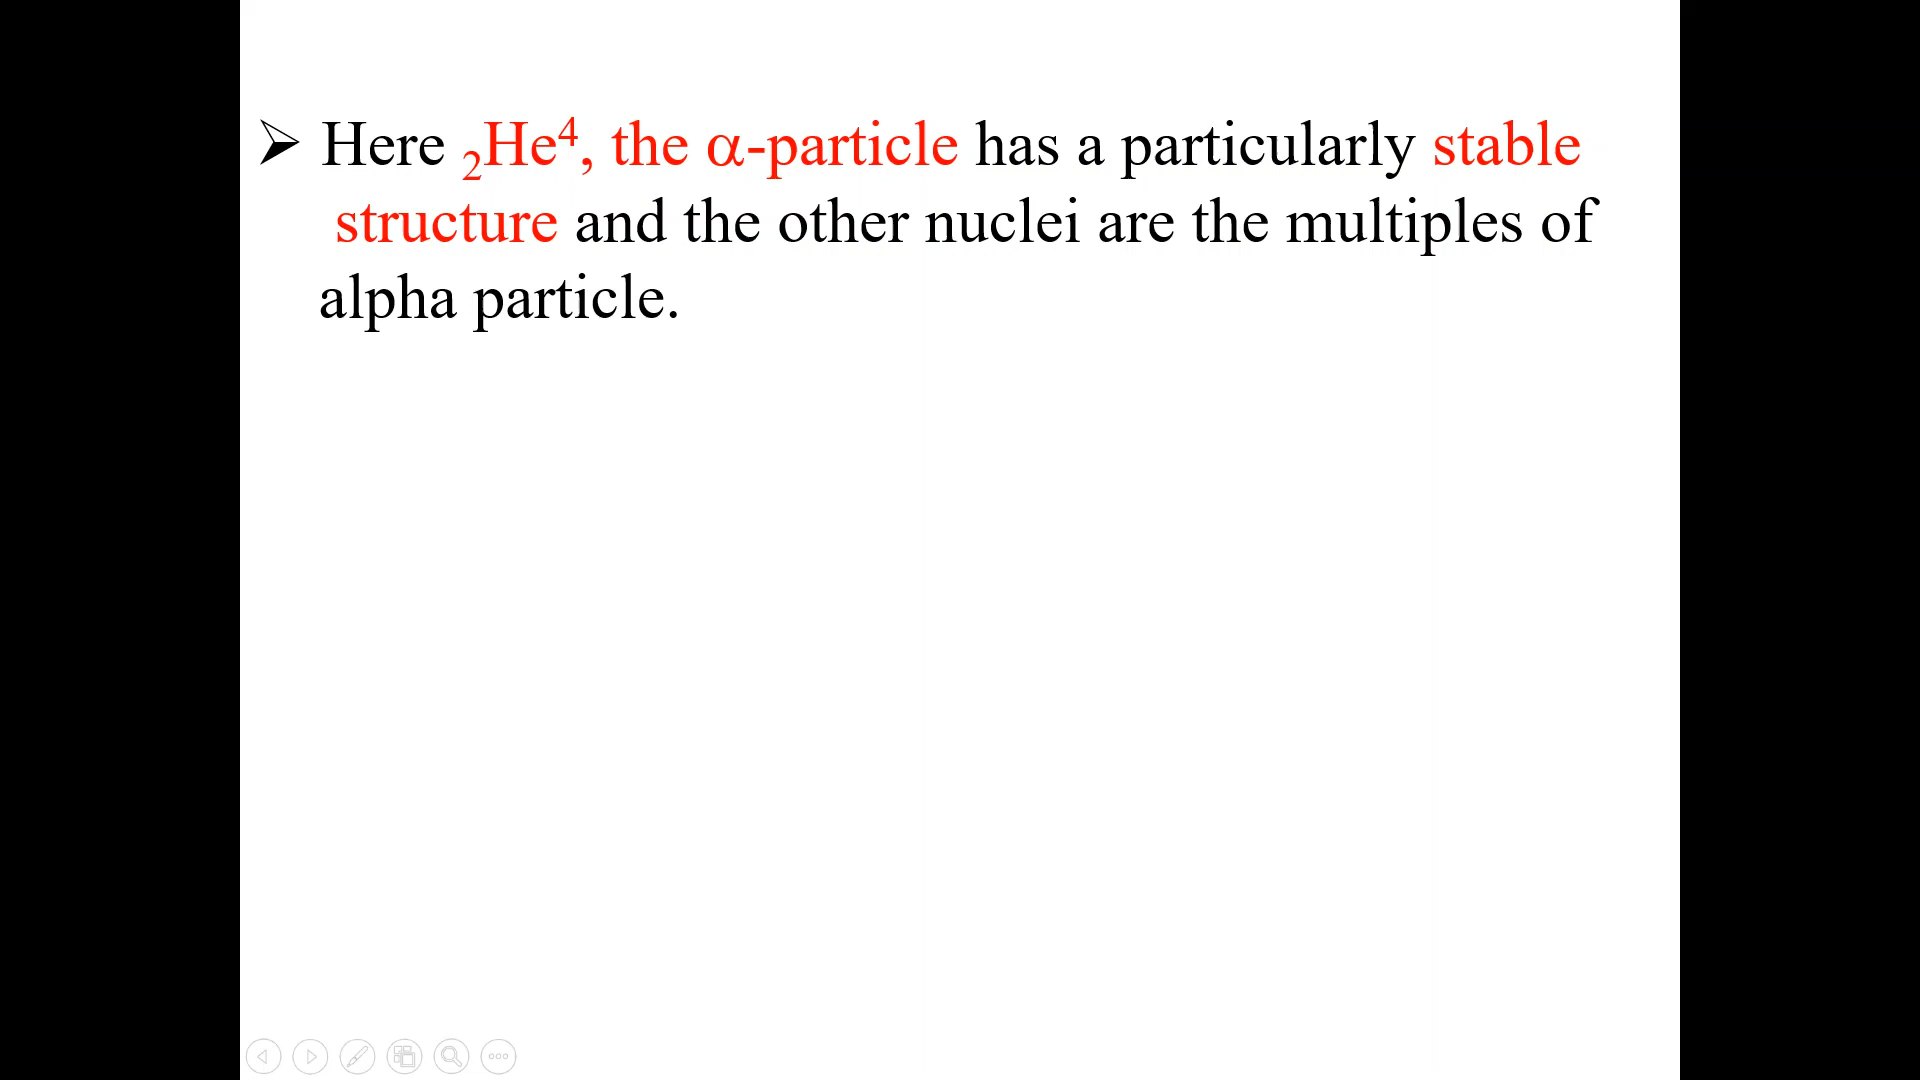 ➢ Here ₂He⁴, the α-particle has a particularly stable
structure and the other nuclei are the multiples of
alpha particle.